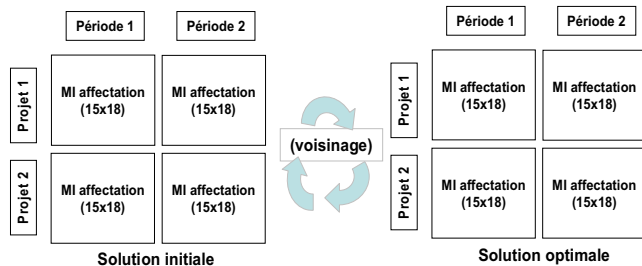 Période 1
Période 2
Projet 1
MI affectation
(15x18)
MI affectation
(15x18)
Projet 2
MI affectation
(15x18)
MI affectation
(15x18)
Solution initiale
(voisinage)
Période 1
Période 2
Projet 1
MI affectation
(15x18)
MI affectation
(15x18)
Projet 2
MI affectation
(15x18)
MI affectation
(15x18)
Solution optimale